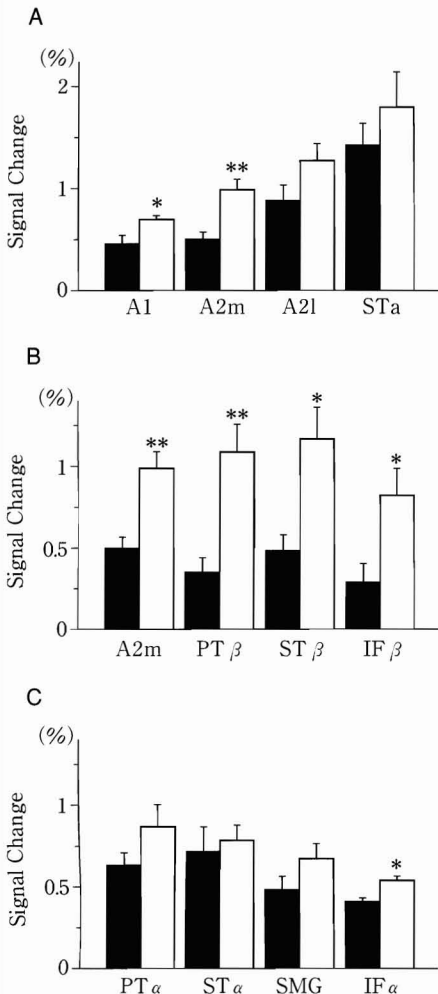 A
(%)
2
**
*
1
Signal Change
0
A1 A2m A2l STa
B
(%)
** ** *
*
1
0.5
Signal Change
0
A2m PT β ST β IF β
C
(%)
1
*
0.5
Signal Change
0
PT α ST α SMG IF α